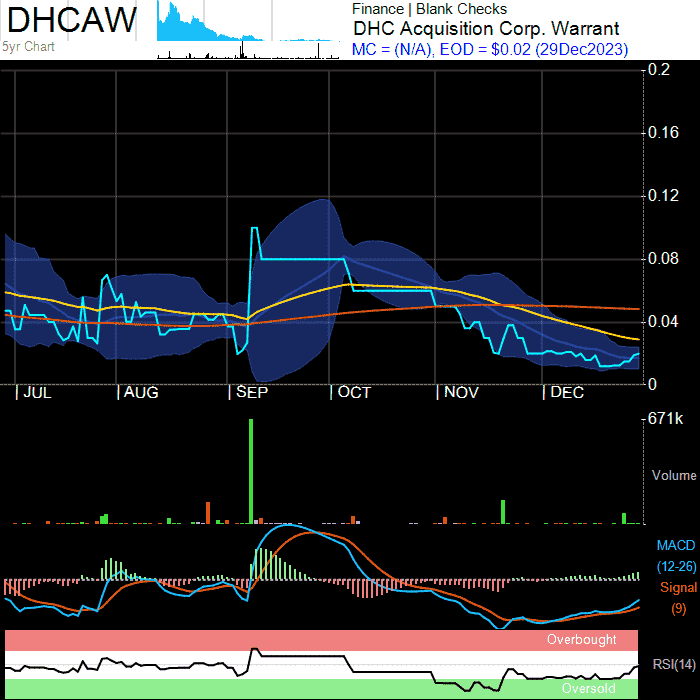 DHCAW
5yr Chart
Finance | Blank Checks
DHC Acquisition Corp. Warrant
MC = (N/A), EOD = $0.02 (29Dec2023)
0.2
0.16
0.12
0.08
0.04
0
JUL AUG SEP OCT NOV DEC
671k
Volume
MACD
(12-26)
Signal
(9)
Overbought
RSI(14)
Oversold